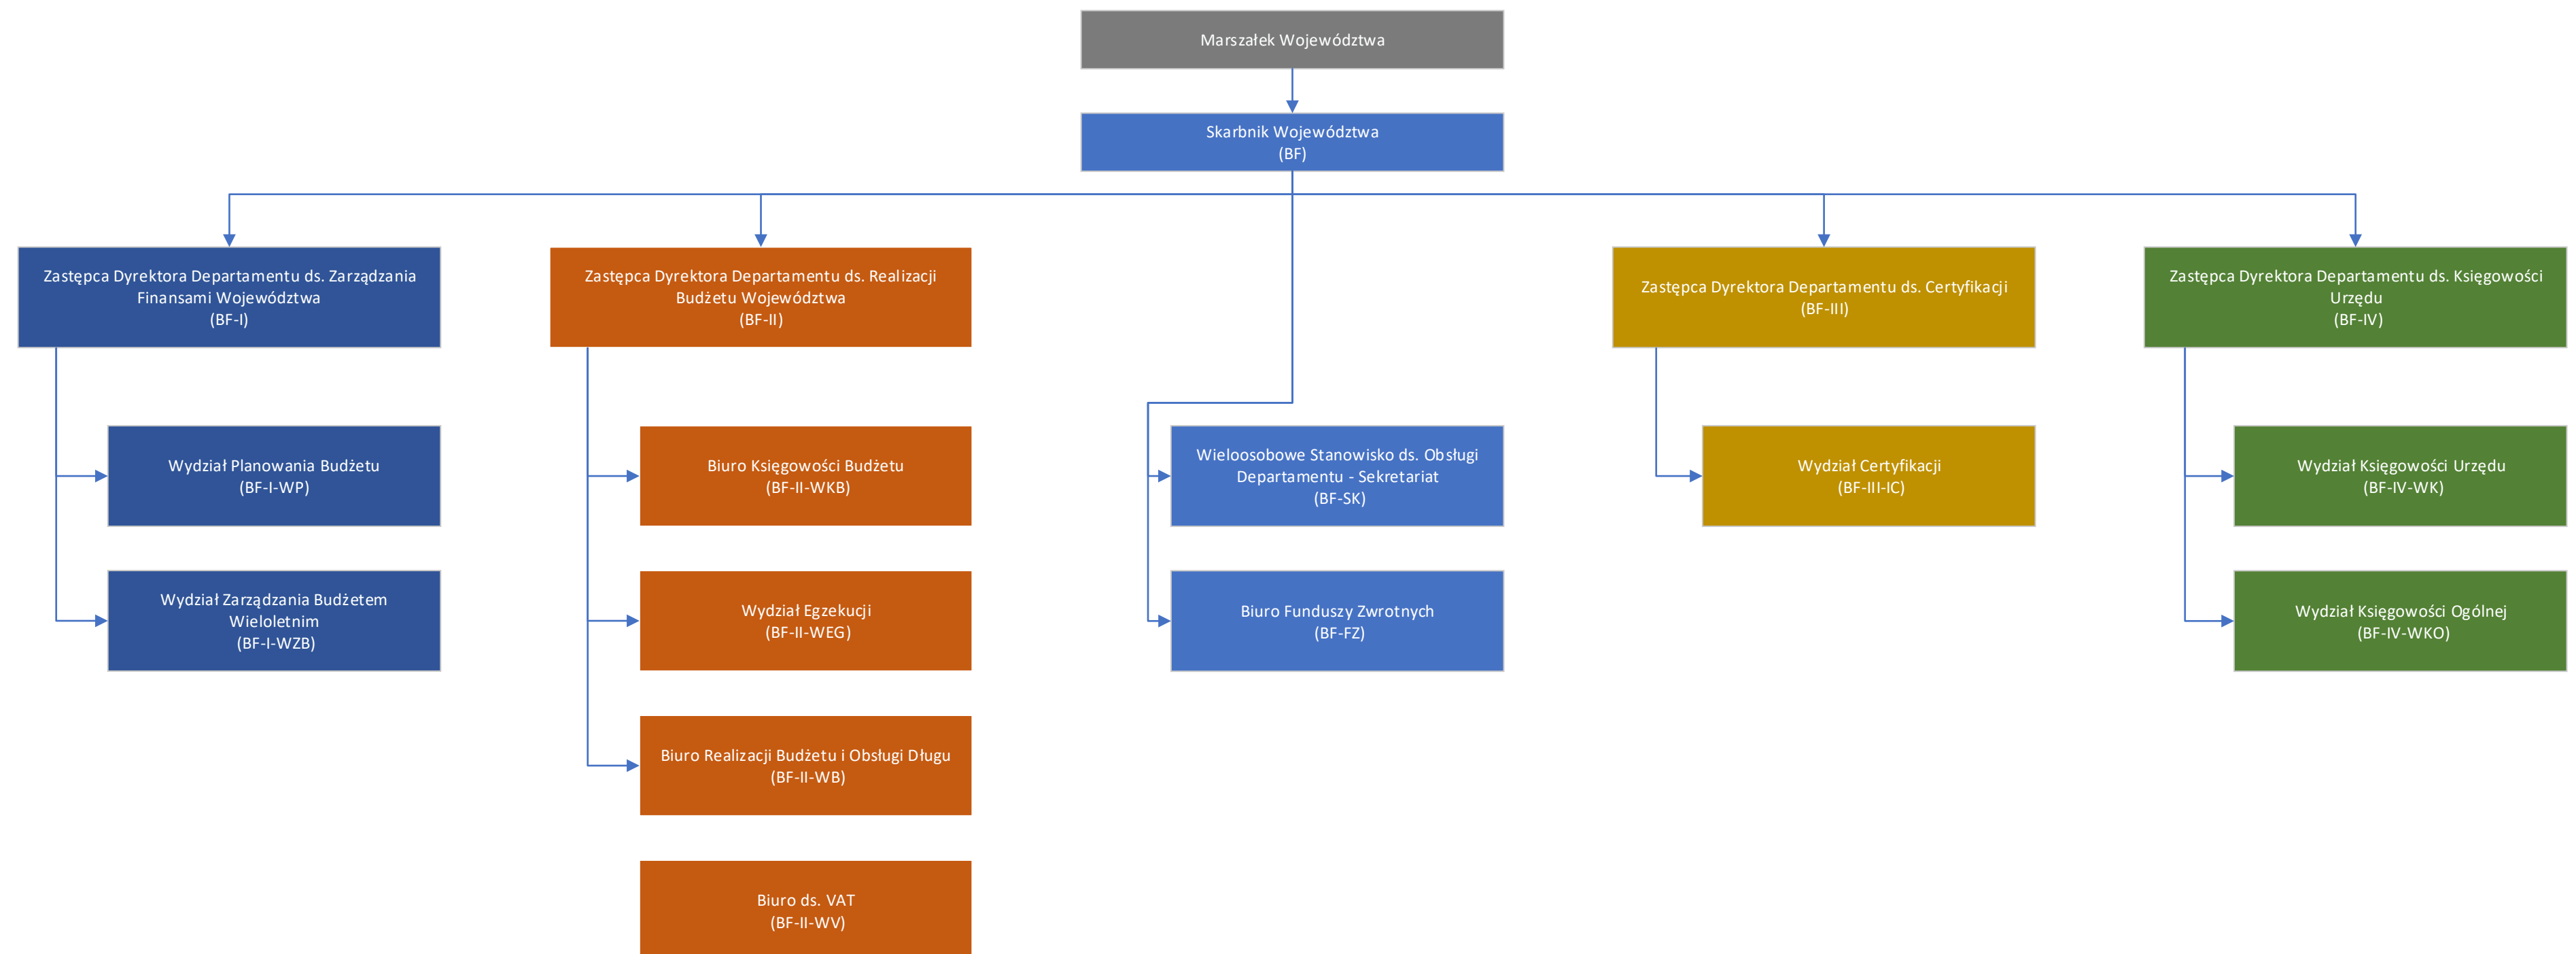 Marszałek Województwa
Skarbnik Województwa
(BF)
Zastępca Dyrektora Departamentu ds. Zarządzania
Finansami Województwa
(BF-I)
Zastępca Dyrektora Departamentu ds. Realizacji
Budżetu Województwa
(BF-II)
Zastępca Dyrektora Departamentu ds. Certyfikacji
(BF-III)
Zastępca Dyrektora Departamentu ds. Księgowości
Urzędu
(BF-IV)
Wydział Planowania Budżetu
(BF-I-WP)
Biuro Księgowości Budżetu
(BF-II-WKB)
Wieloosobowe Stanowisko ds. Obsługi
Departamentu - Sekretariat
(BF-SK)
Wydział Certyfikacji
(BF-III-IC)
Wydział Księgowości Urzędu
(BF-IV-WK)
Wydział Zarządzania Budżetem
Wieloletnim
(BF-I-WZB)
Wydział Egzekucji
(BF-II-WEG)
Biuro Funduszy Zwrotnych
(BF-FZ)
Wydział Księgowości Ogólnej
(BF-IV-WKO)
Biuro Realizacji Budżetu i Obsługi Długu
(BF-II-WB)
Biuro ds. VAT
(BF-II-WV)